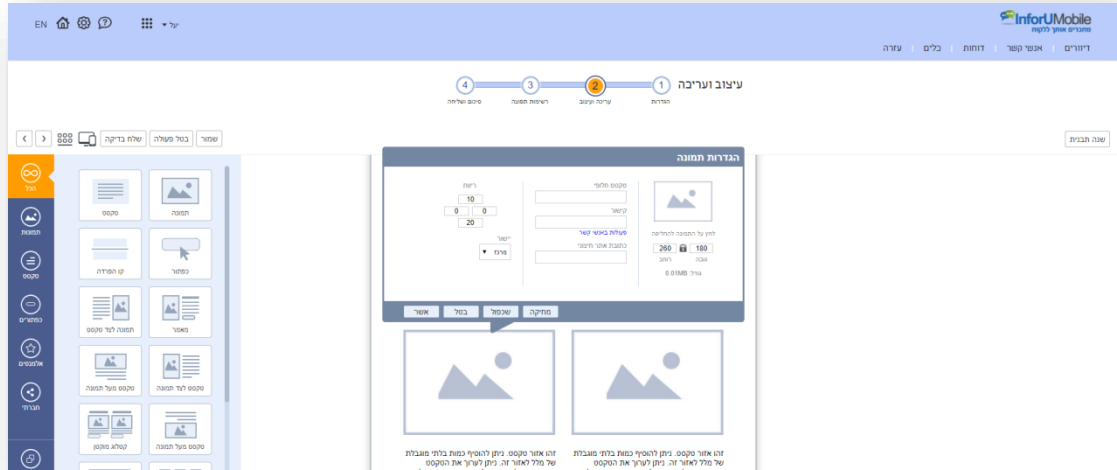 InforUMobile
מחברים אותך ללקוח
דיוורים | אנשי קשר | דוחות | כלים | עזרה
יעל
EN
עיצוב ועריכה
1 2 3 4
הגדרות
עריכה ועיצוב
רשימות תפוצה
סיכום ושליחה
שנה תבנית
שמור
בטל פעולה
שלח בדיקה
הגדרות תמונה
לחץ על התמונה להחליפה
180 260
גובה רוחב
גודל: 0.01MB
טקסט חלופי
קישור
פעולות באנשי קשר
כתובת אתר חיצוני
ריווח
10
0 0
20
יישור
מרכז
מחיקה
שכפול
בטל
אשר
זהו אזור טקסט. ניתן להוסיף כמות בלתי מוגבלת
של מלל לאזור זה. ניתן לערוך את הטקסט
זהו אזור טקסט. ניתן להוסיף כמות בלתי מוגבלת
של מלל לאזור זה. ניתן לערוך את הטקסט
תמונה
טקסט
כפתור
קו הפרדה
מאמר
תמונה לצד טקסט
טקסט לצד תמונה
טקסט מעל תמונה
טקסט מעל תמונה
קטלוג מוקטן
הכל
תמונות
טקסט
כפתורים
אלמנטים
חברתי